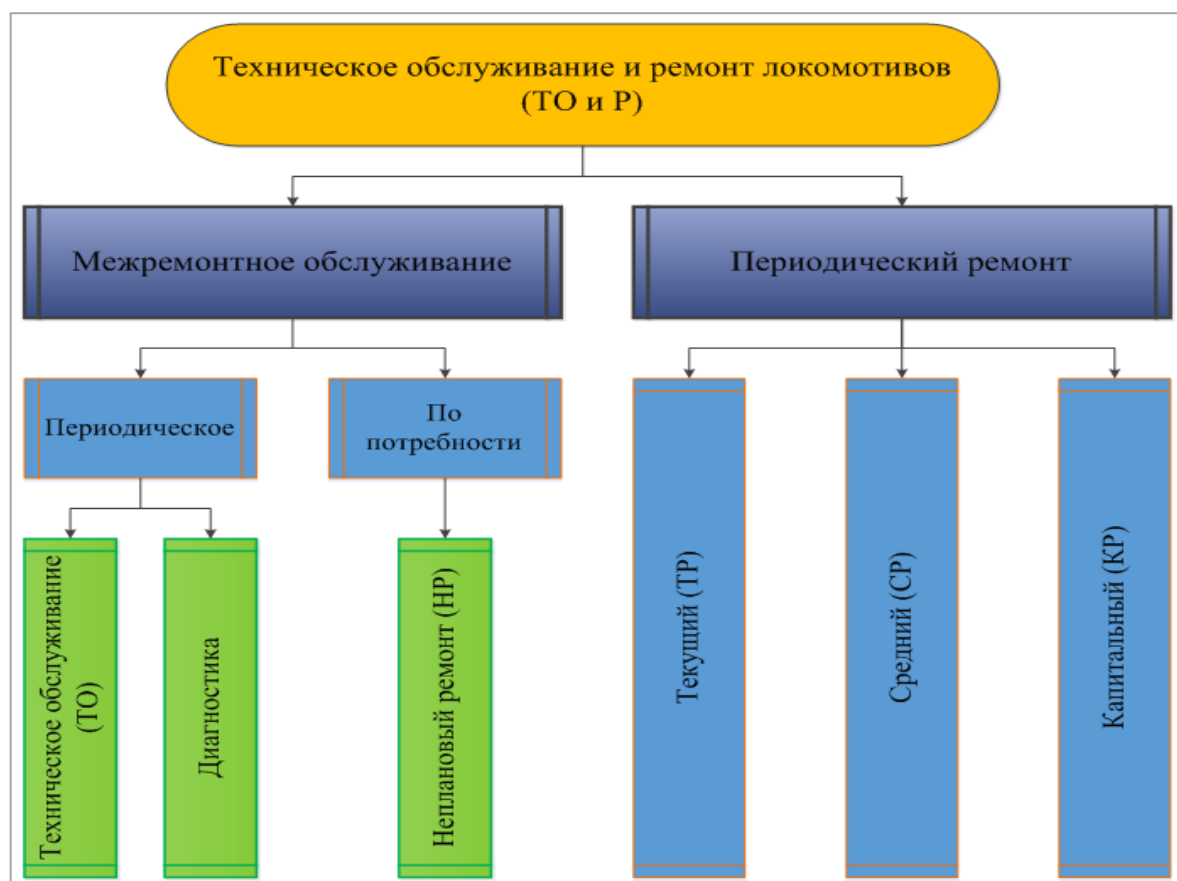 Техническое обслуживание и ремонт локомотивов
(ТО и Р)
Межремонтное обслуживание
Периодический ремонт
Периодическое
По
потребности
Техническое обслуживание
(ТО)
Диагностика
Неплановый ремонт (НР)
Текущий (ТР)
Средний (СР)
Капитальный (КР)